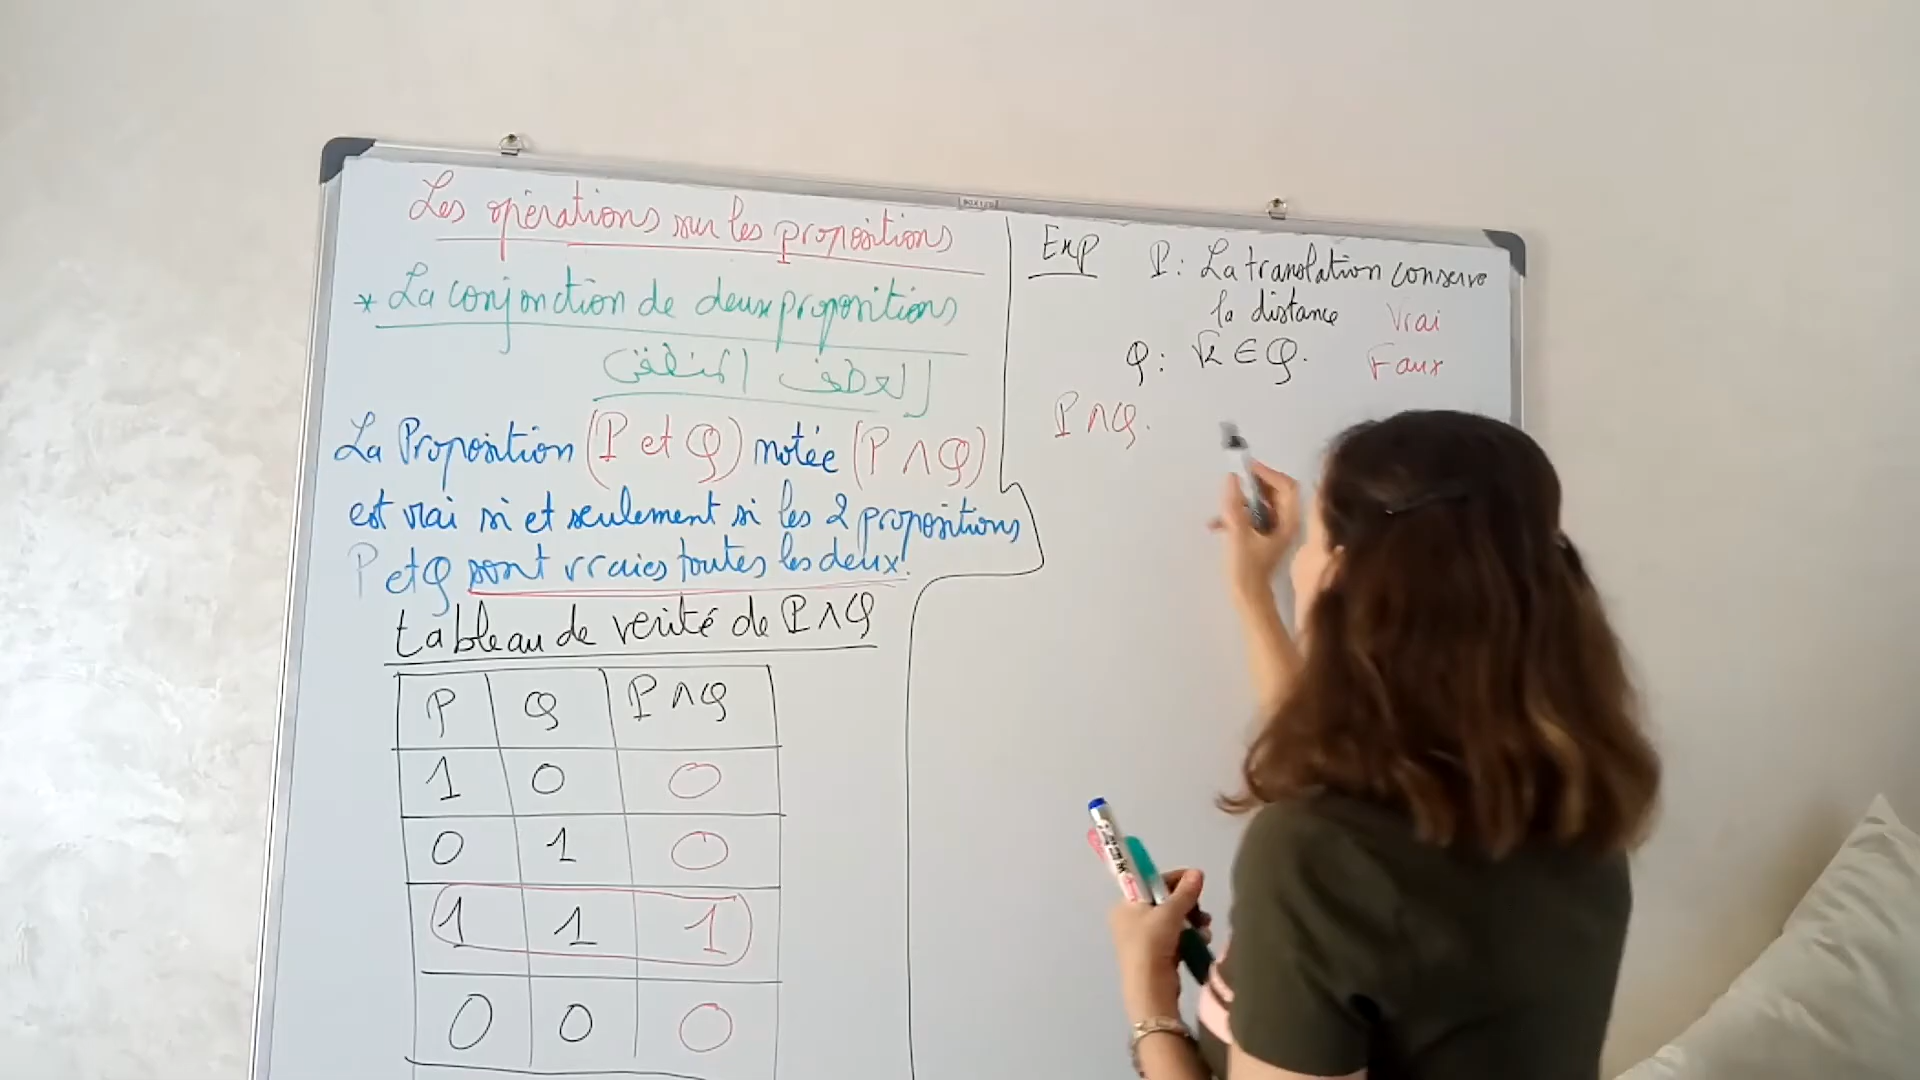 Les opérations sur les propositions
* La conjonction de deux propositions
العطف المنطقي
La Proposition (P et Q) notée (P ∧ Q)
est vrai si et seulement si les 2 propositions
P et Q sont vraies toutes les deux.
tableau de verité de P ∧ Q
P Q P ∧ Q
1 0 0
0 1 0
1 1 1
0 0 0
Exp P : La translation conserve
la distance Vrai
Q : √2 ∈ Q. Faux
P ∧ Q.